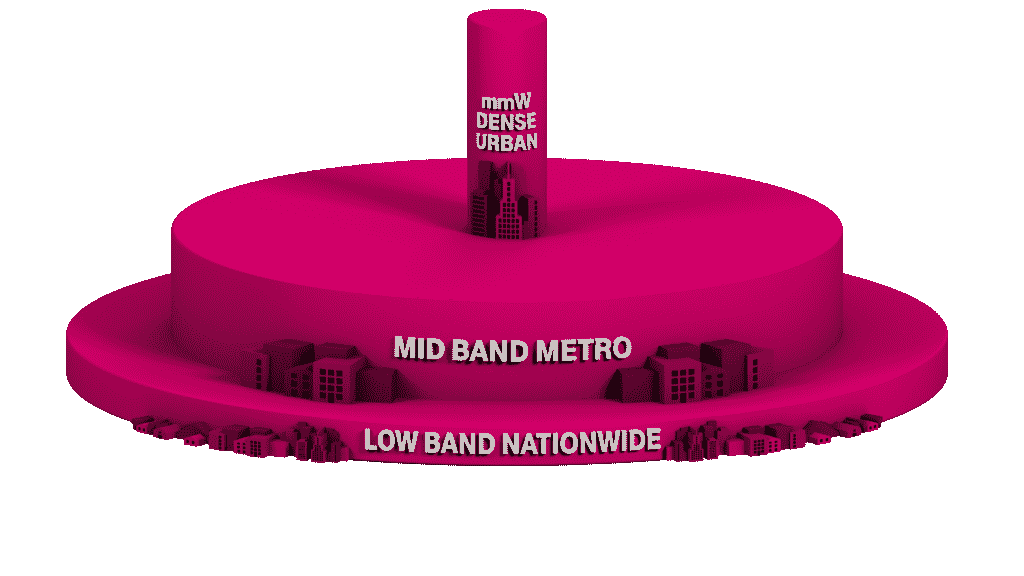 mmW
DENSE
URBAN
MID BAND METRO
LOW BAND NATIONWIDE